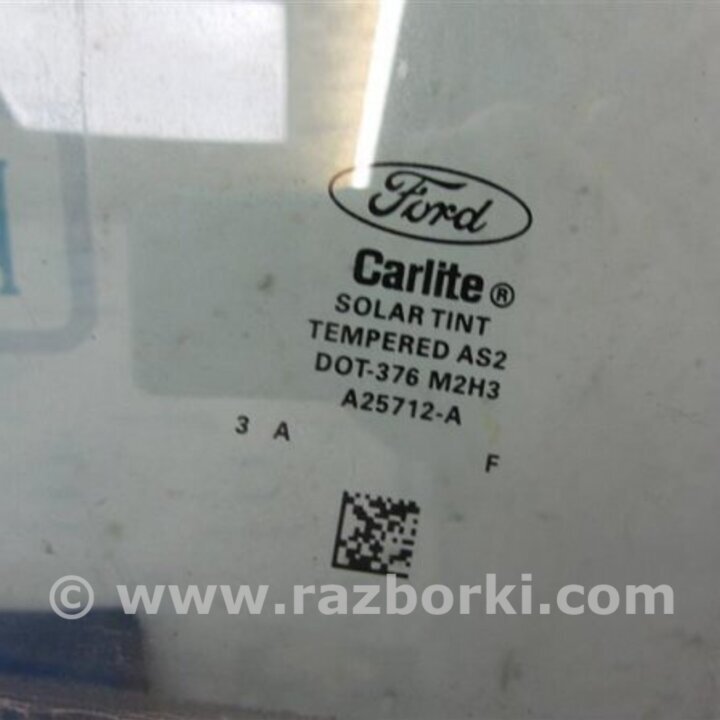 Ford
Carlite®
SOLAR TINT
TEMPERED AS2
DOT-376 M2H3
A25712-A
3 A
F
© www.razborki.com